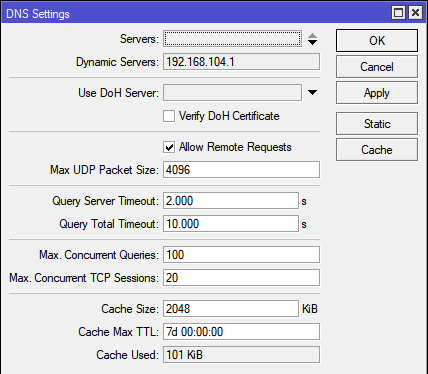 DNS Settings
Servers:
OK
Dynamic Servers: 192.168.104.1
Cancel
Use DoH Server:
Apply
Verify DoH Certificate
Static
Allow Remote Requests
Cache
Max UDP Packet Size: 4096
Query Server Timeout: 2.000 s
Query Total Timeout: 10.000 s
Max. Concurrent Queries: 100
Max. Concurrent TCP Sessions: 20
Cache Size: 2048 KiB
Cache Max TTL: 7d 00:00:00
Cache Used: 101 KiB